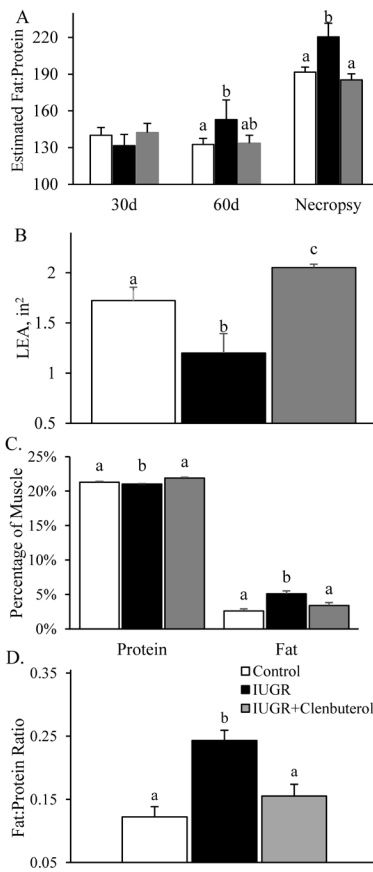 A
Estimated Fat:Protein
220
190
160
130
100
a
b
ab
a
b
a
30d 60d Necropsy
B
LEA, in²
2
1.5
1
0.5
a
b
c
C.
Percentage of Muscle
25%
20%
15%
10%
5%
0%
a b a
a b a
Protein Fat
D.
Fat:Protein Ratio
0.35
0.25
0.15
0.05
Control
IUGR
IUGR+Clenbuterol
a
b
a